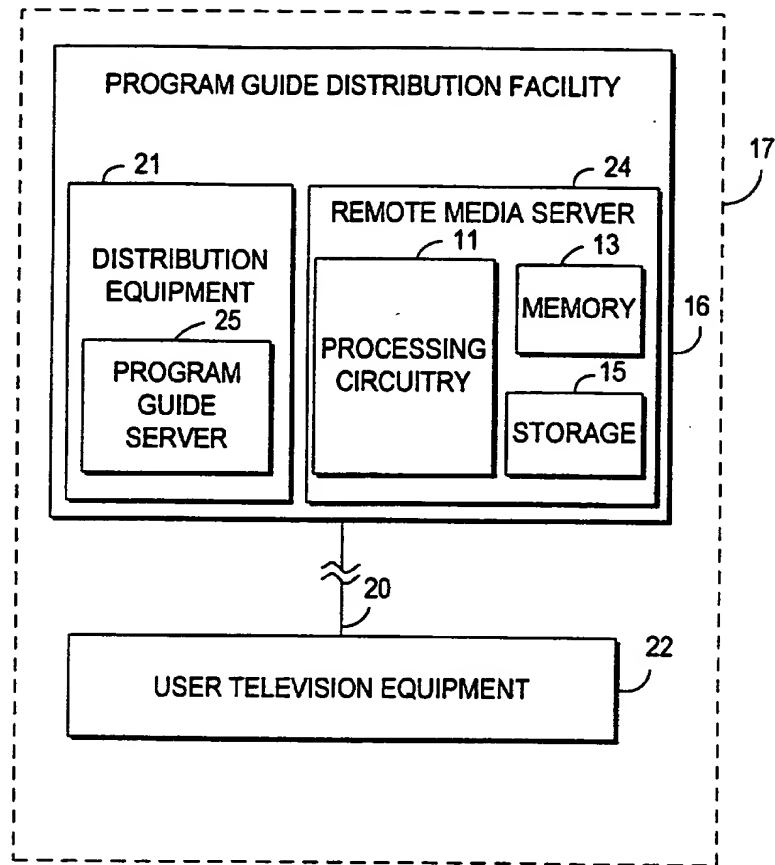 PROGRAM GUIDE DISTRIBUTION FACILITY
17
21
24
DISTRIBUTION
EQUIPMENT
REMOTE MEDIA SERVER
11
13
MEMORY
16
25
PROGRAM
GUIDE
SERVER
PROCESSING
CIRCUITRY
15
STORAGE
20
22
USER TELEVISION EQUIPMENT